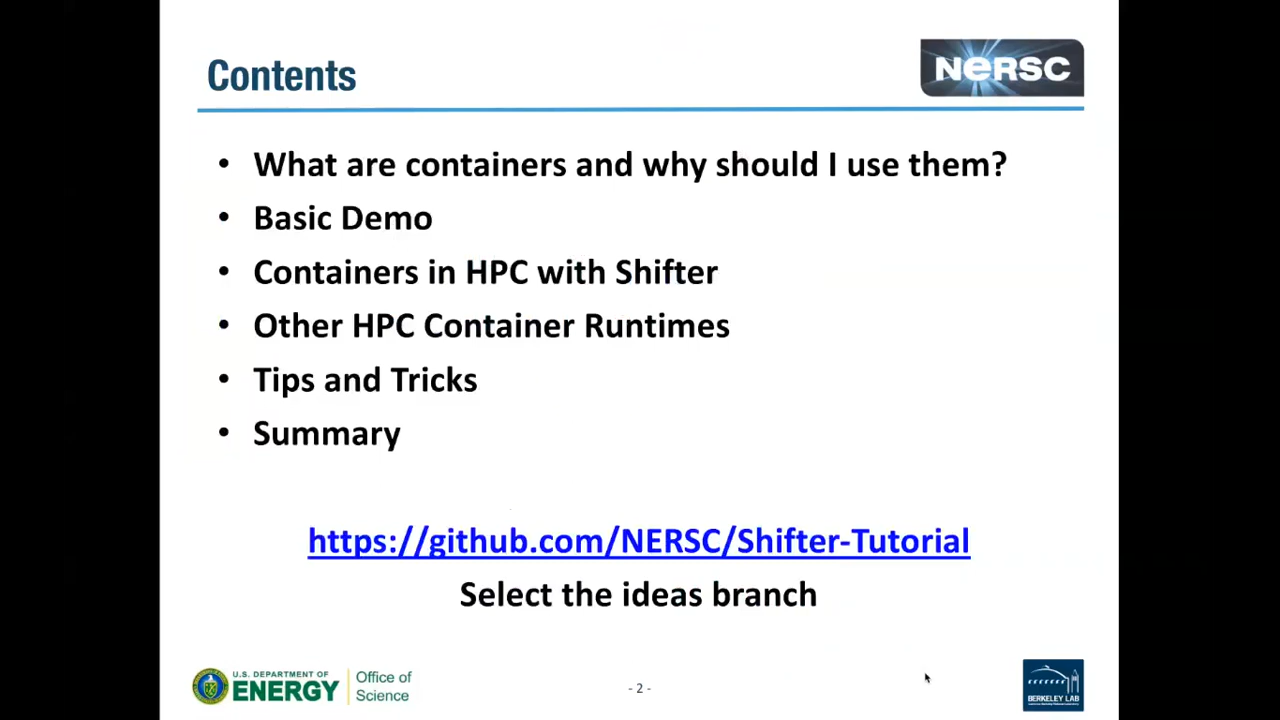 Contents
NERSC
• What are containers and why should I use them?
• Basic Demo
• Containers in HPC with Shifter
• Other HPC Container Runtimes
• Tips and Tricks
• Summary
https://github.com/NERSC/Shifter-Tutorial
Select the ideas branch
U.S. DEPARTMENT OF
ENERGY
Office of
Science
- 2 -
BERKELEY LAB